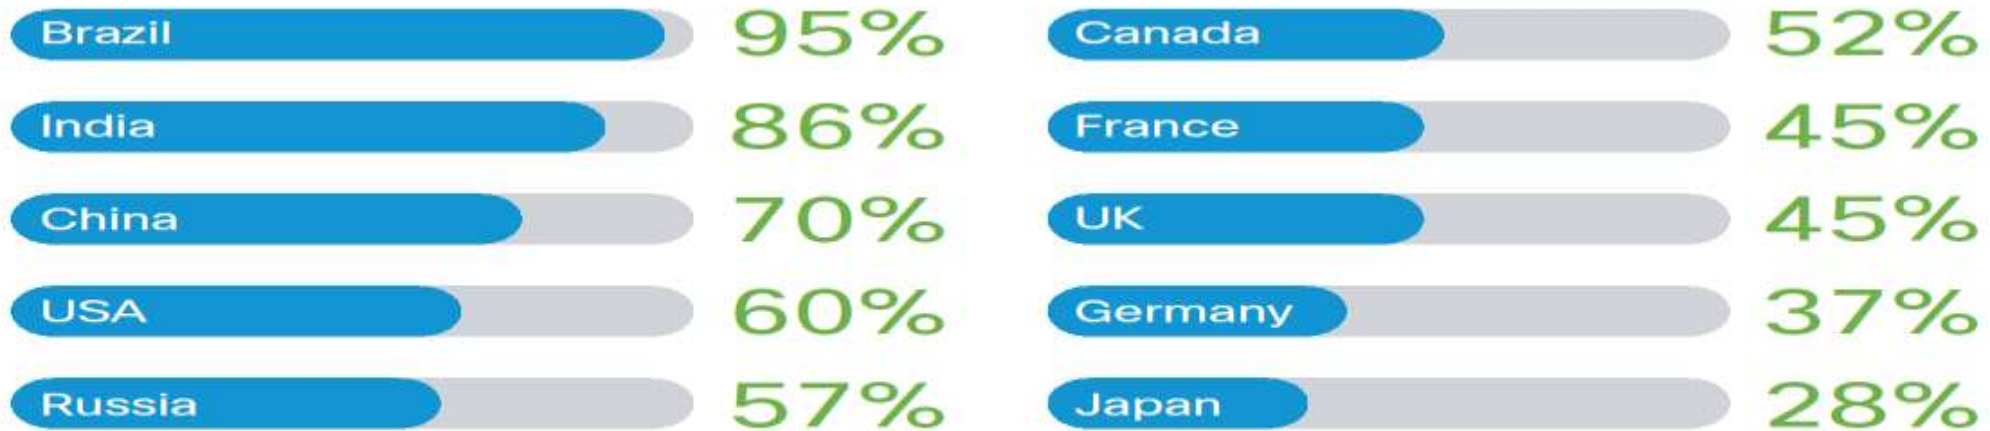 Brazil 95%
India 86%
China 70%
USA 60%
Russia 57%
Canada 52%
France 45%
UK 45%
Germany 37%
Japan 28%